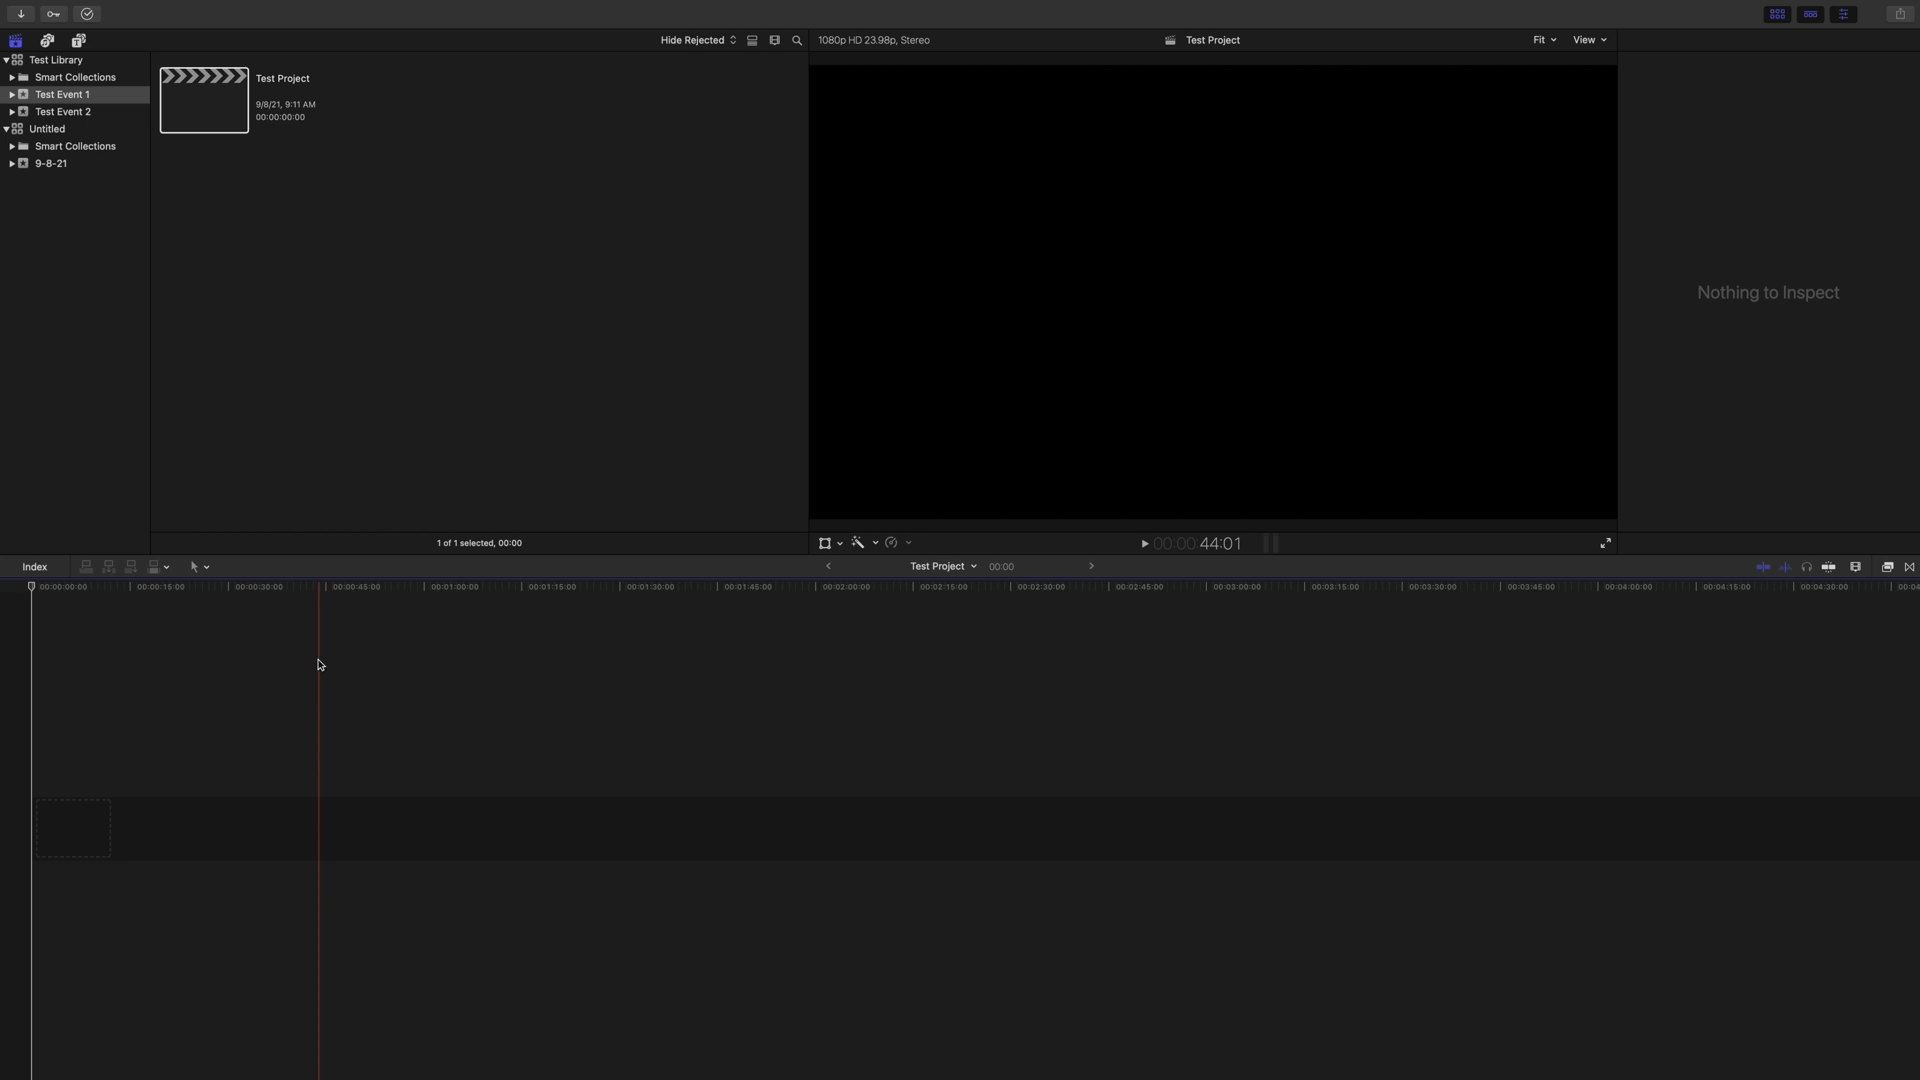 Hide Rejected
1080p HD 23.98p, Stereo
Test Project
Fit
View
Test Library
Smart Collections
Test Event 1
Test Event 2
Untitled
Smart Collections
9-8-21
Test Project
9/8/21, 9:11 AM
00:00:00:00
Nothing to Inspect
1 of 1 selected, 00:00
00:00:00:44:01
Index
Test Project
00:00
00:00:00:00
00:00:15:00
00:00:30:00
00:00:45:00
00:01:00:00
00:01:15:00
00:01:30:00
00:01:45:00
00:02:00:00
00:02:15:00
00:02:30:00
00:02:45:00
00:03:00:00
00:03:15:00
00:03:30:00
00:03:45:00
00:04:00:00
00:04:15:00
00:04:30:00
00:04